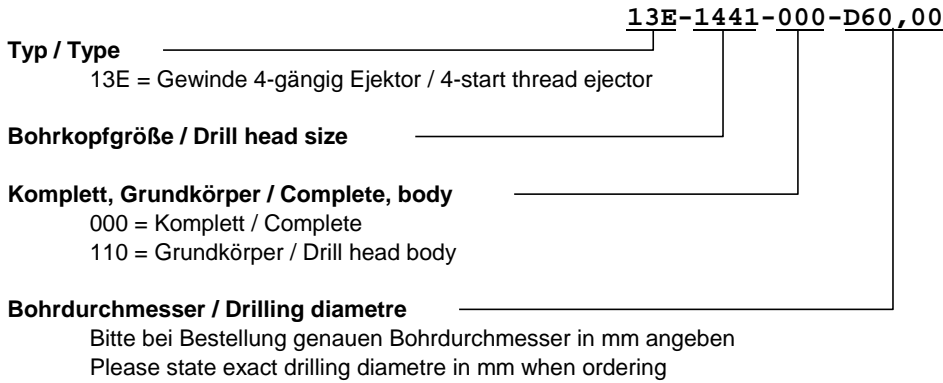 13E-1441-000-D60,00
Typ / Type
13E = Gewinde 4-gängig Ejektor / 4-start thread ejector
Bohrkopfgröße / Drill head size
Komplett, Grundkörper / Complete, body
000 = Komplett / Complete
110 = Grundkörper / Drill head body
Bohrdurchmesser / Drilling diametre
Bitte bei Bestellung genauen Bohrdurchmesser in mm angeben
Please state exact drilling diametre in mm when ordering